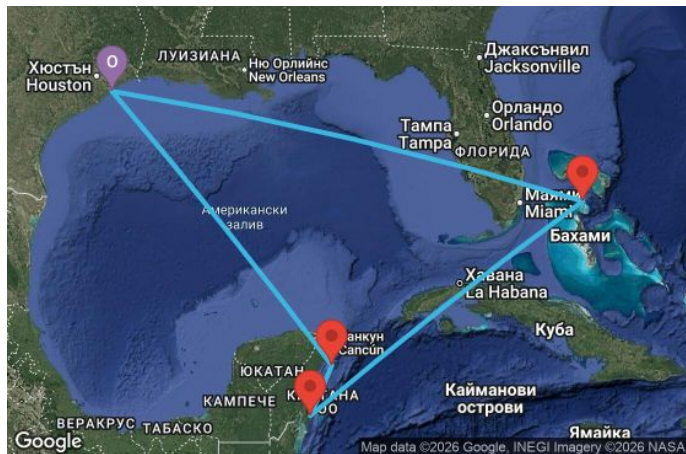 ЛУИЗИАНА
Хюстън
Houston
O
Ню Орлийнс
New Orleans
Джаксънвил
Jacksonville
Орландо
Orlando
Тампа
Tampa
ФЛОРИДА
Маями
Miami
Бахами
Американски
залив
Хавана
La Habana
Куба
Cancún
ЮКАТАН
КАМПЕЧЕ
Кайманови
острови
ВЕРАКРУС
ТАБАСКО
Ямайка
Google
Map data ©2026 Google, INEGI Imagery ©2026 NASA